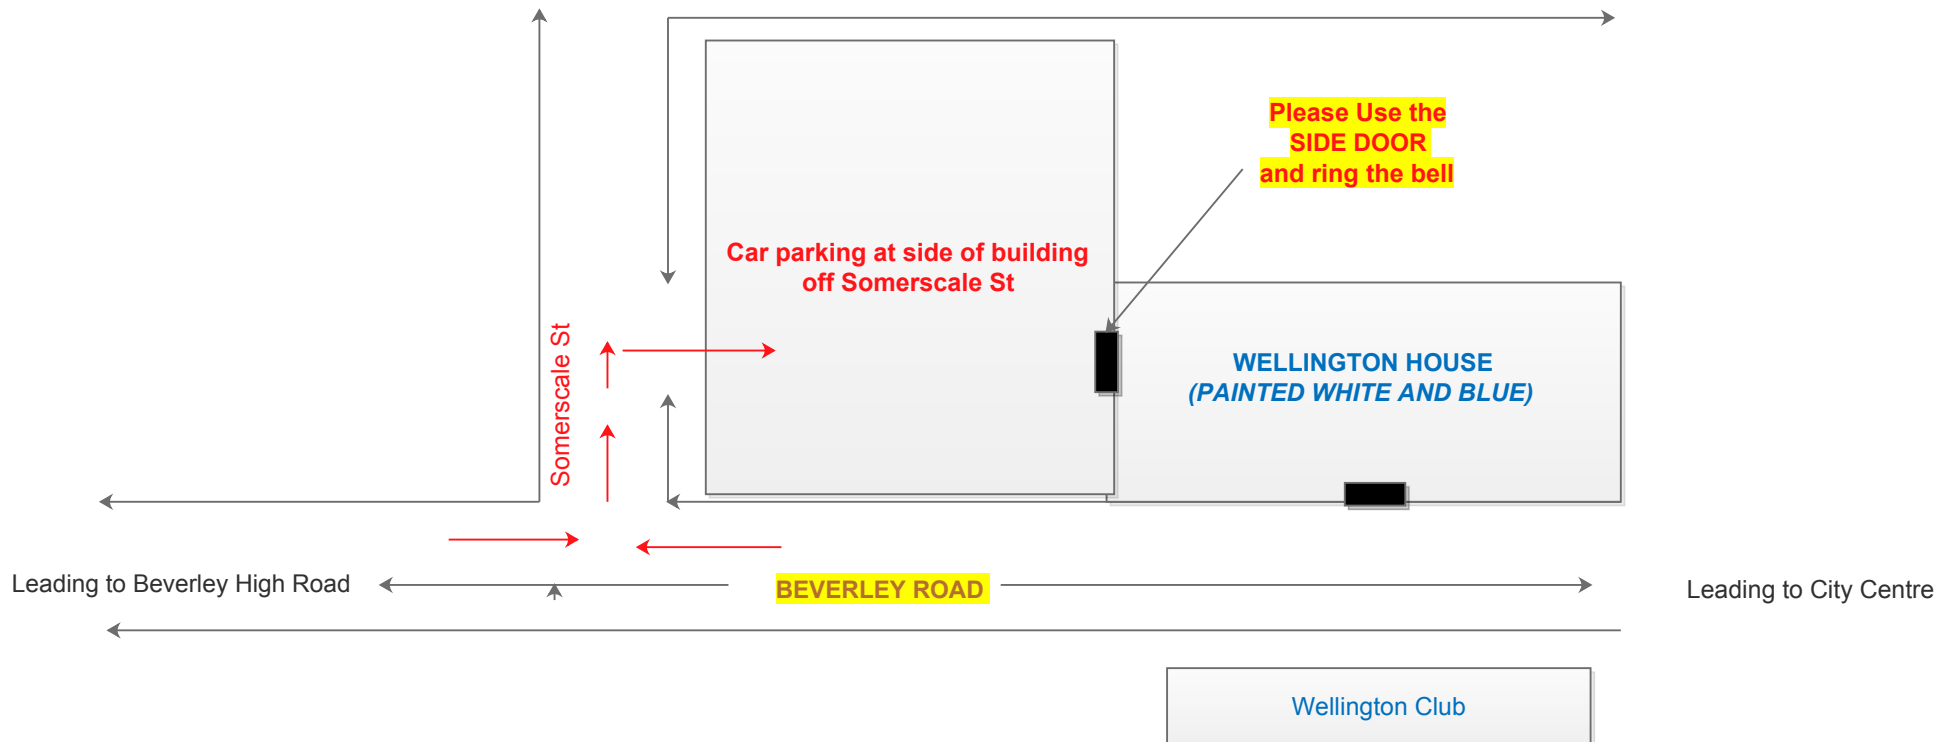 Please Use the
SIDE DOOR
and ring the bell
Car parking at side of building
off Somerscale St
Somerscale St
WELLINGTON HOUSE
(PAINTED WHITE AND BLUE)
Leading to Beverley High Road
BEVERLEY ROAD
Leading to City Centre
Wellington Club